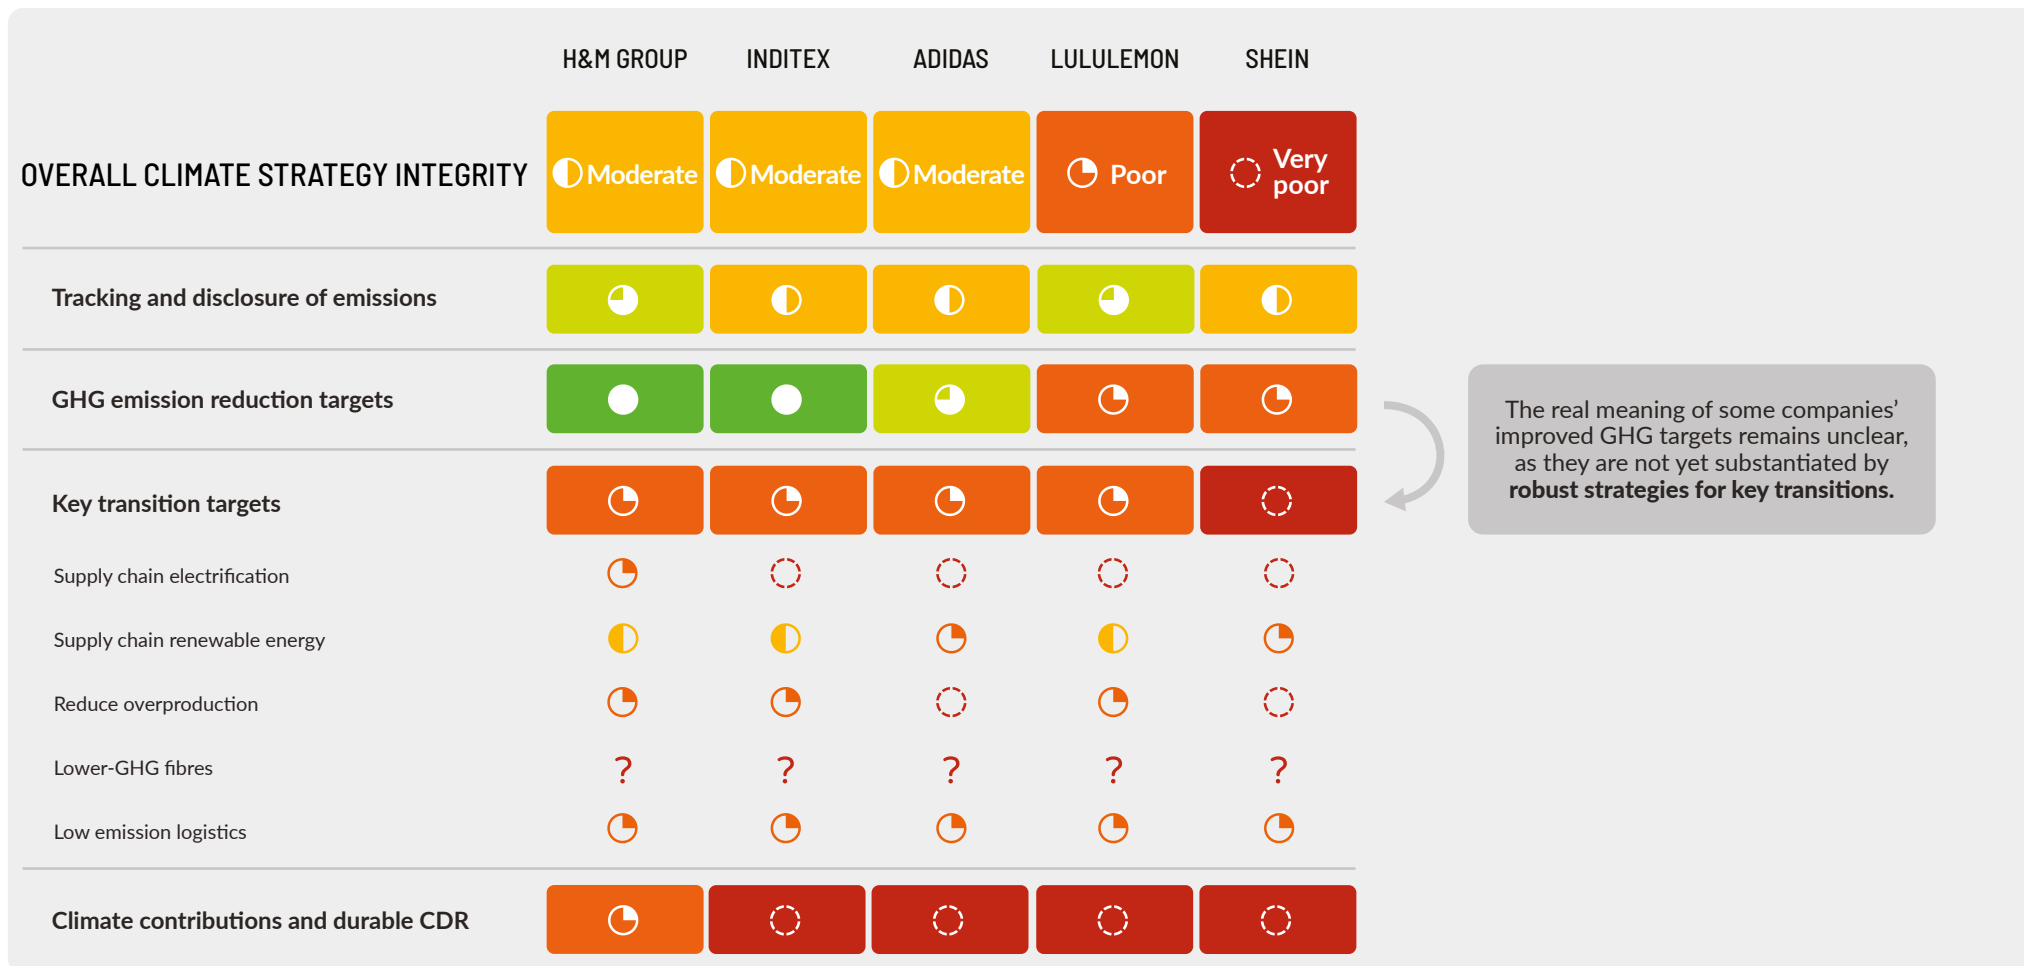 H&M GROUP INDITEX ADIDAS LULULEMON SHEIN
OVERALL CLIMATE STRATEGY INTEGRITY Moderate Moderate Moderate Poor Very poor
Tracking and disclosure of emissions
GHG emission reduction targets
The real meaning of some companies’
improved GHG targets remains unclear,
as they are not yet substantiated by
robust strategies for key transitions.
Key transition targets
Supply chain electrification
Supply chain renewable energy
Reduce overproduction
Lower-GHG fibres ? ? ? ? ?
Low emission logistics
Climate contributions and durable CDR